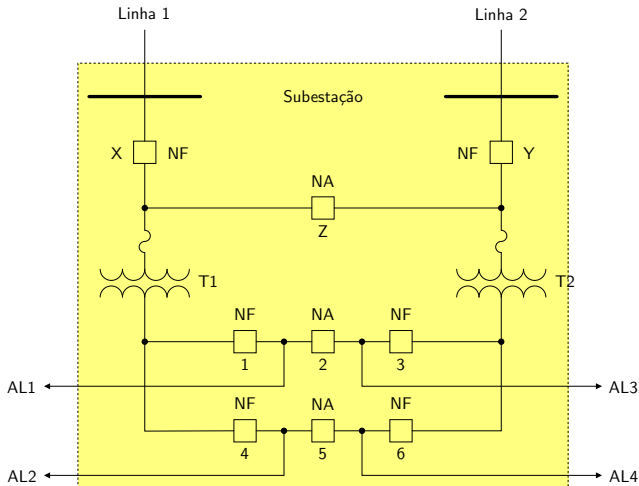 Linha 1
Linha 2
Subestação
X
NF
NF
Y
NA
Z
T1
T2
NF
NA
NF
1
2
3
AL1
AL3
NF
NA
NF
4
5
6
AL2
AL4